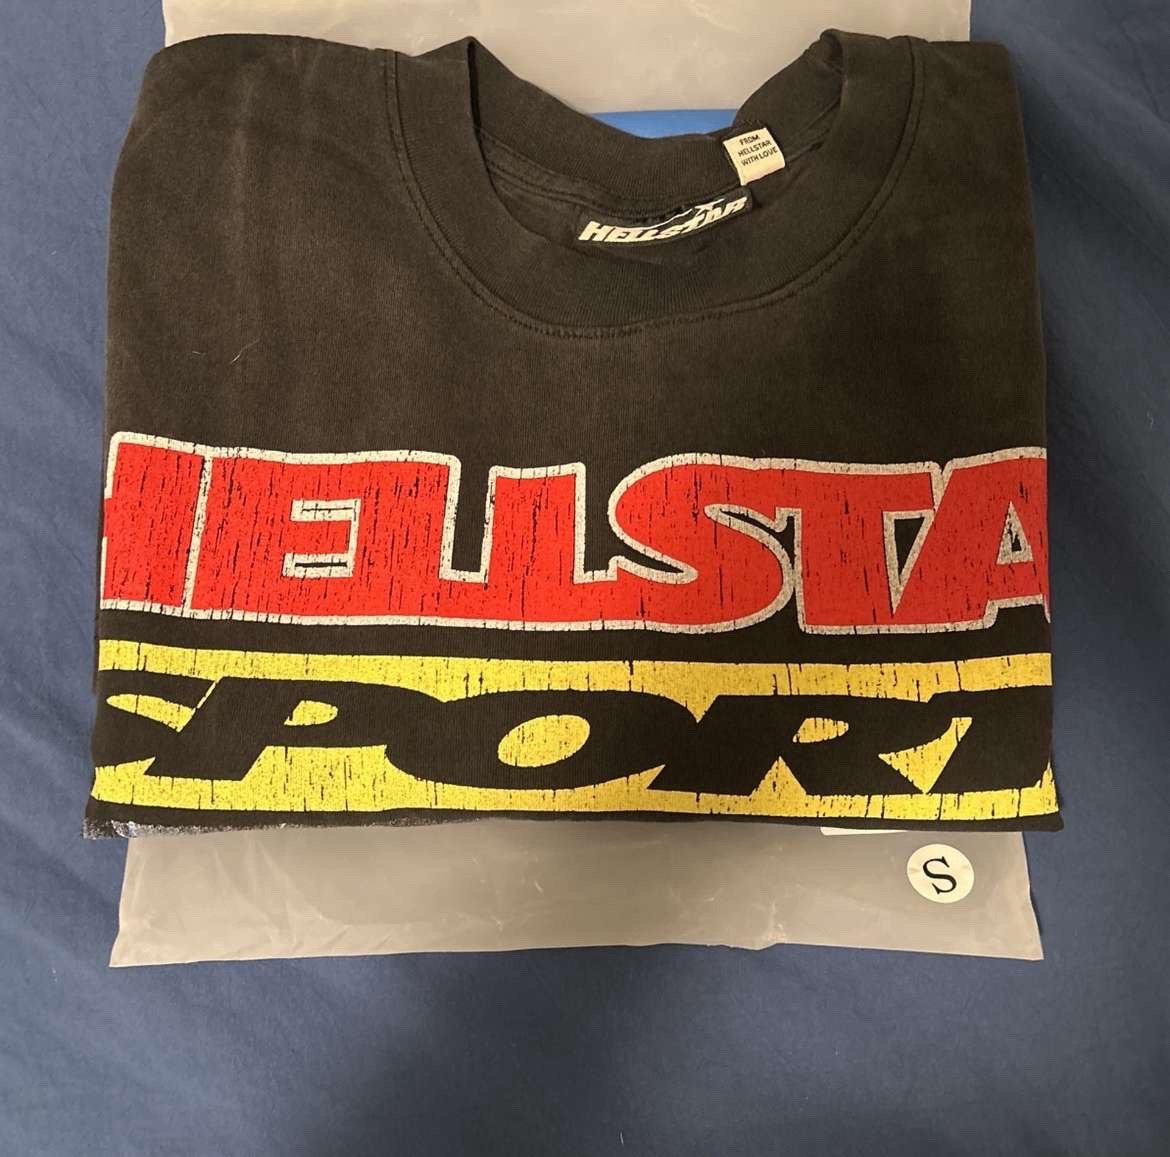 FROM
HELLSTAR
WITH LOVE
HELLSTAR
HELLSTA
SPORT
S